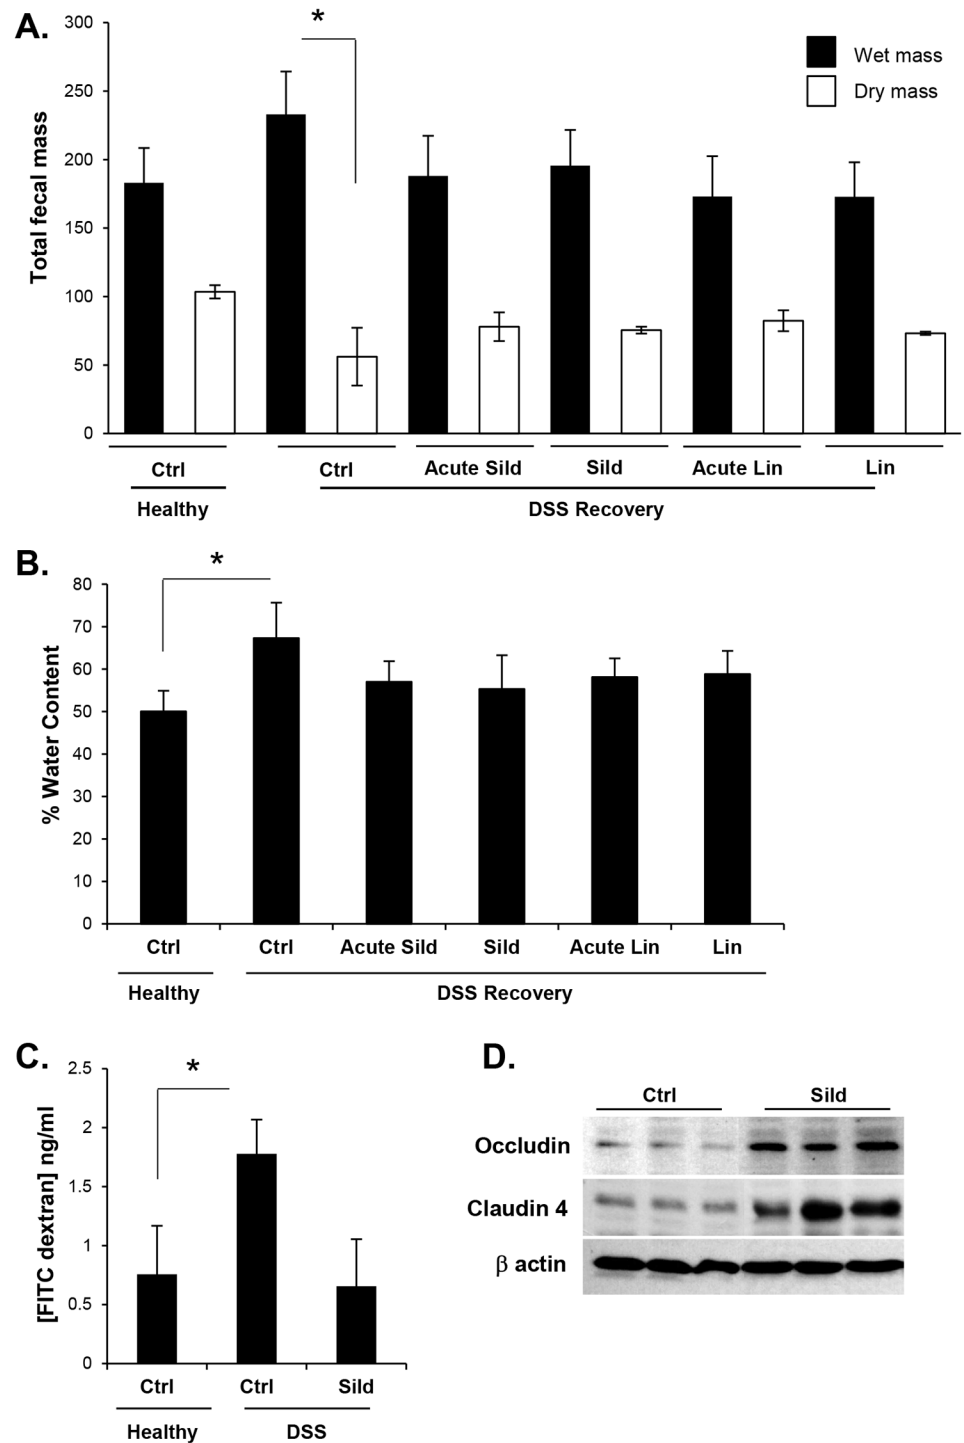 A.
*
Total fecal mass
300
250
200
150
100
50
0
Wet mass
Dry mass
Ctrl
Ctrl
Acute Sild
Sild
Acute Lin
Lin
Healthy
DSS Recovery
B.
*
% Water Content
80
70
60
50
40
30
20
10
0
Ctrl
Ctrl
Acute Sild
Sild
Acute Lin
Lin
Healthy
DSS Recovery
C.
*
[FITC dextran] ng/ml
2.5
2
1.5
1
0.5
0
Ctrl
Ctrl
Sild
Healthy
DSS
D.
Ctrl
Sild
Occludin
Claudin 4
β actin